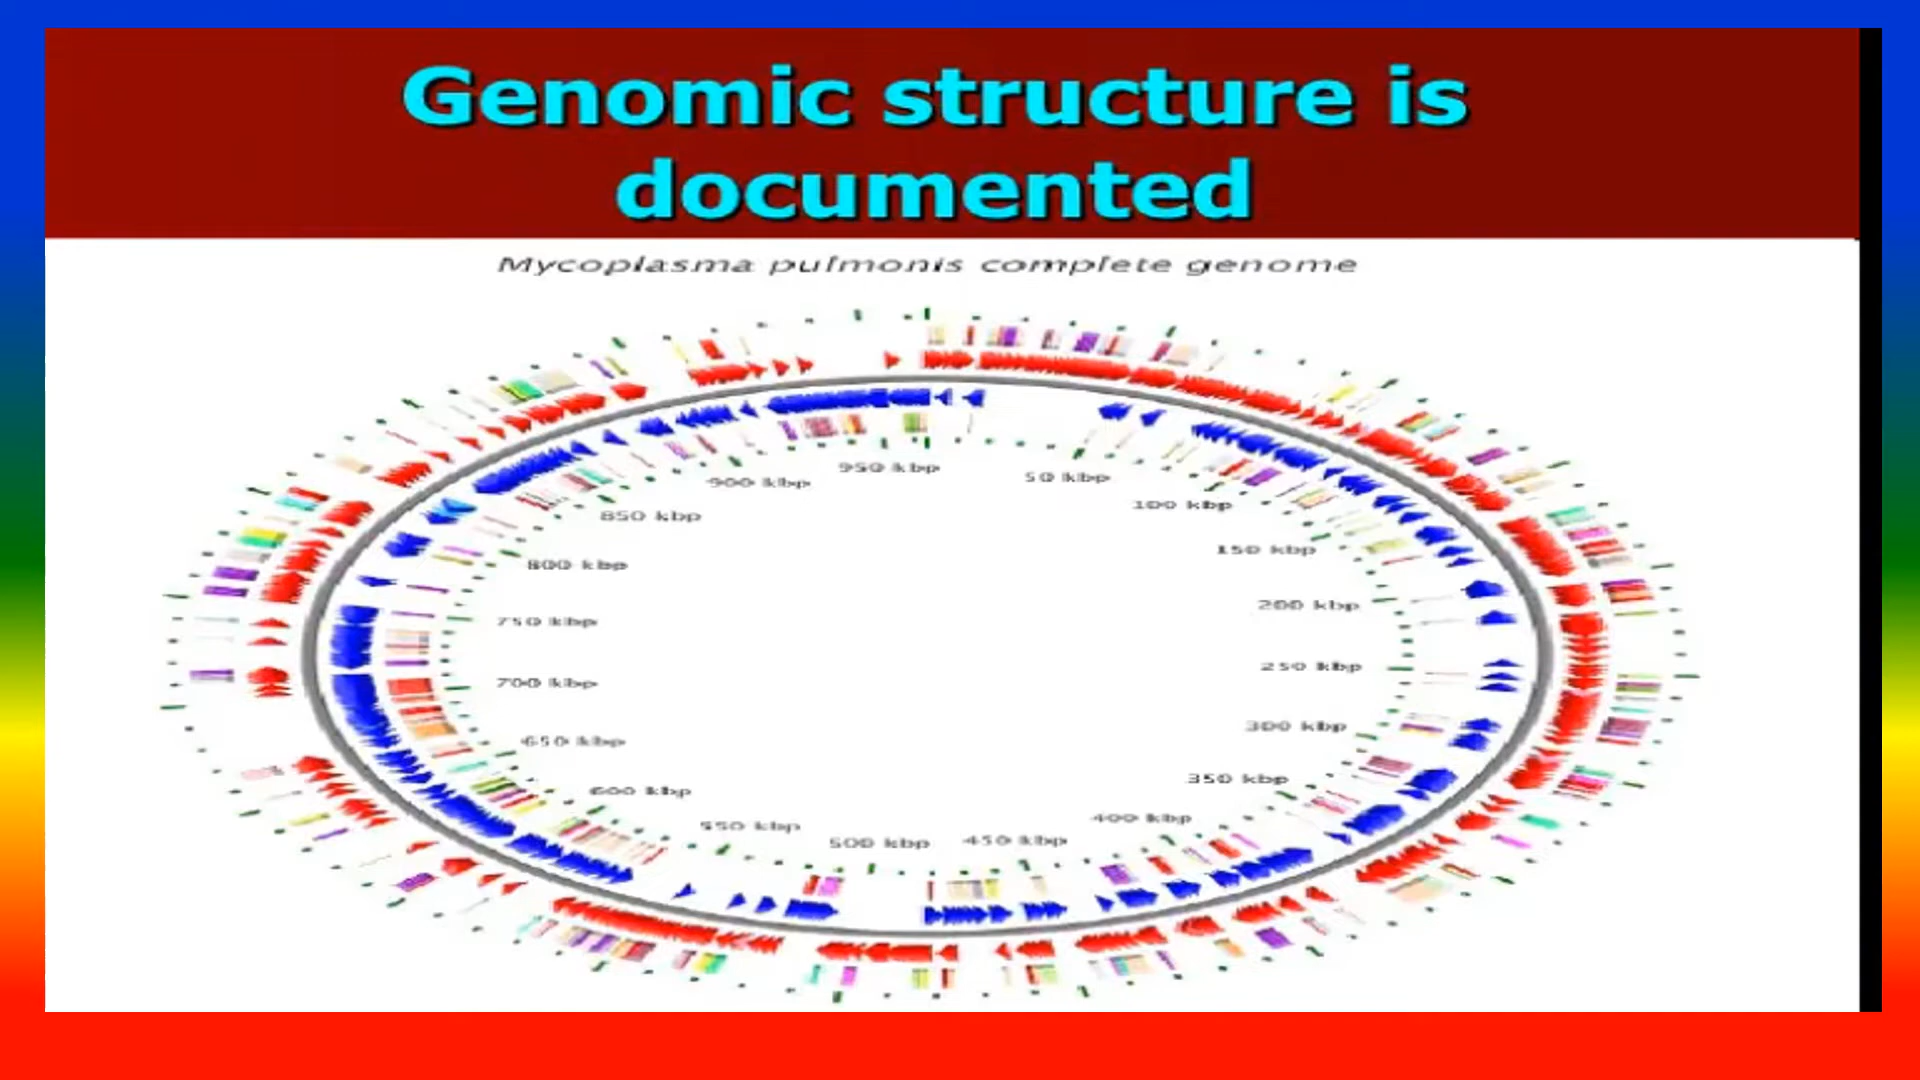 Genomic structure is
documented
Mycoplasma pulmonis complete genome
950 kbp
50 kbp
900 kbp
100 kbp
850 kbp
150 kbp
800 kbp
200 kbp
750 kbp
250 kbp
700 kbp
300 kbp
650 kbp
350 kbp
600 kbp
400 kbp
550 kbp
500 kbp
450 kbp